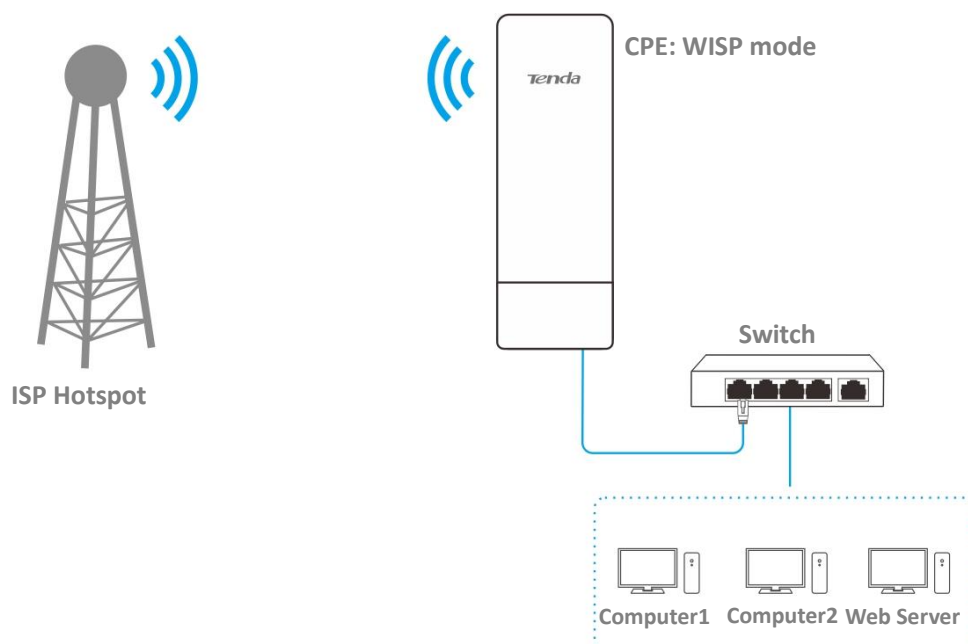 CPE: WISP mode
Tenda
Switch
ISP Hotspot
Computer1 Computer2 Web Server